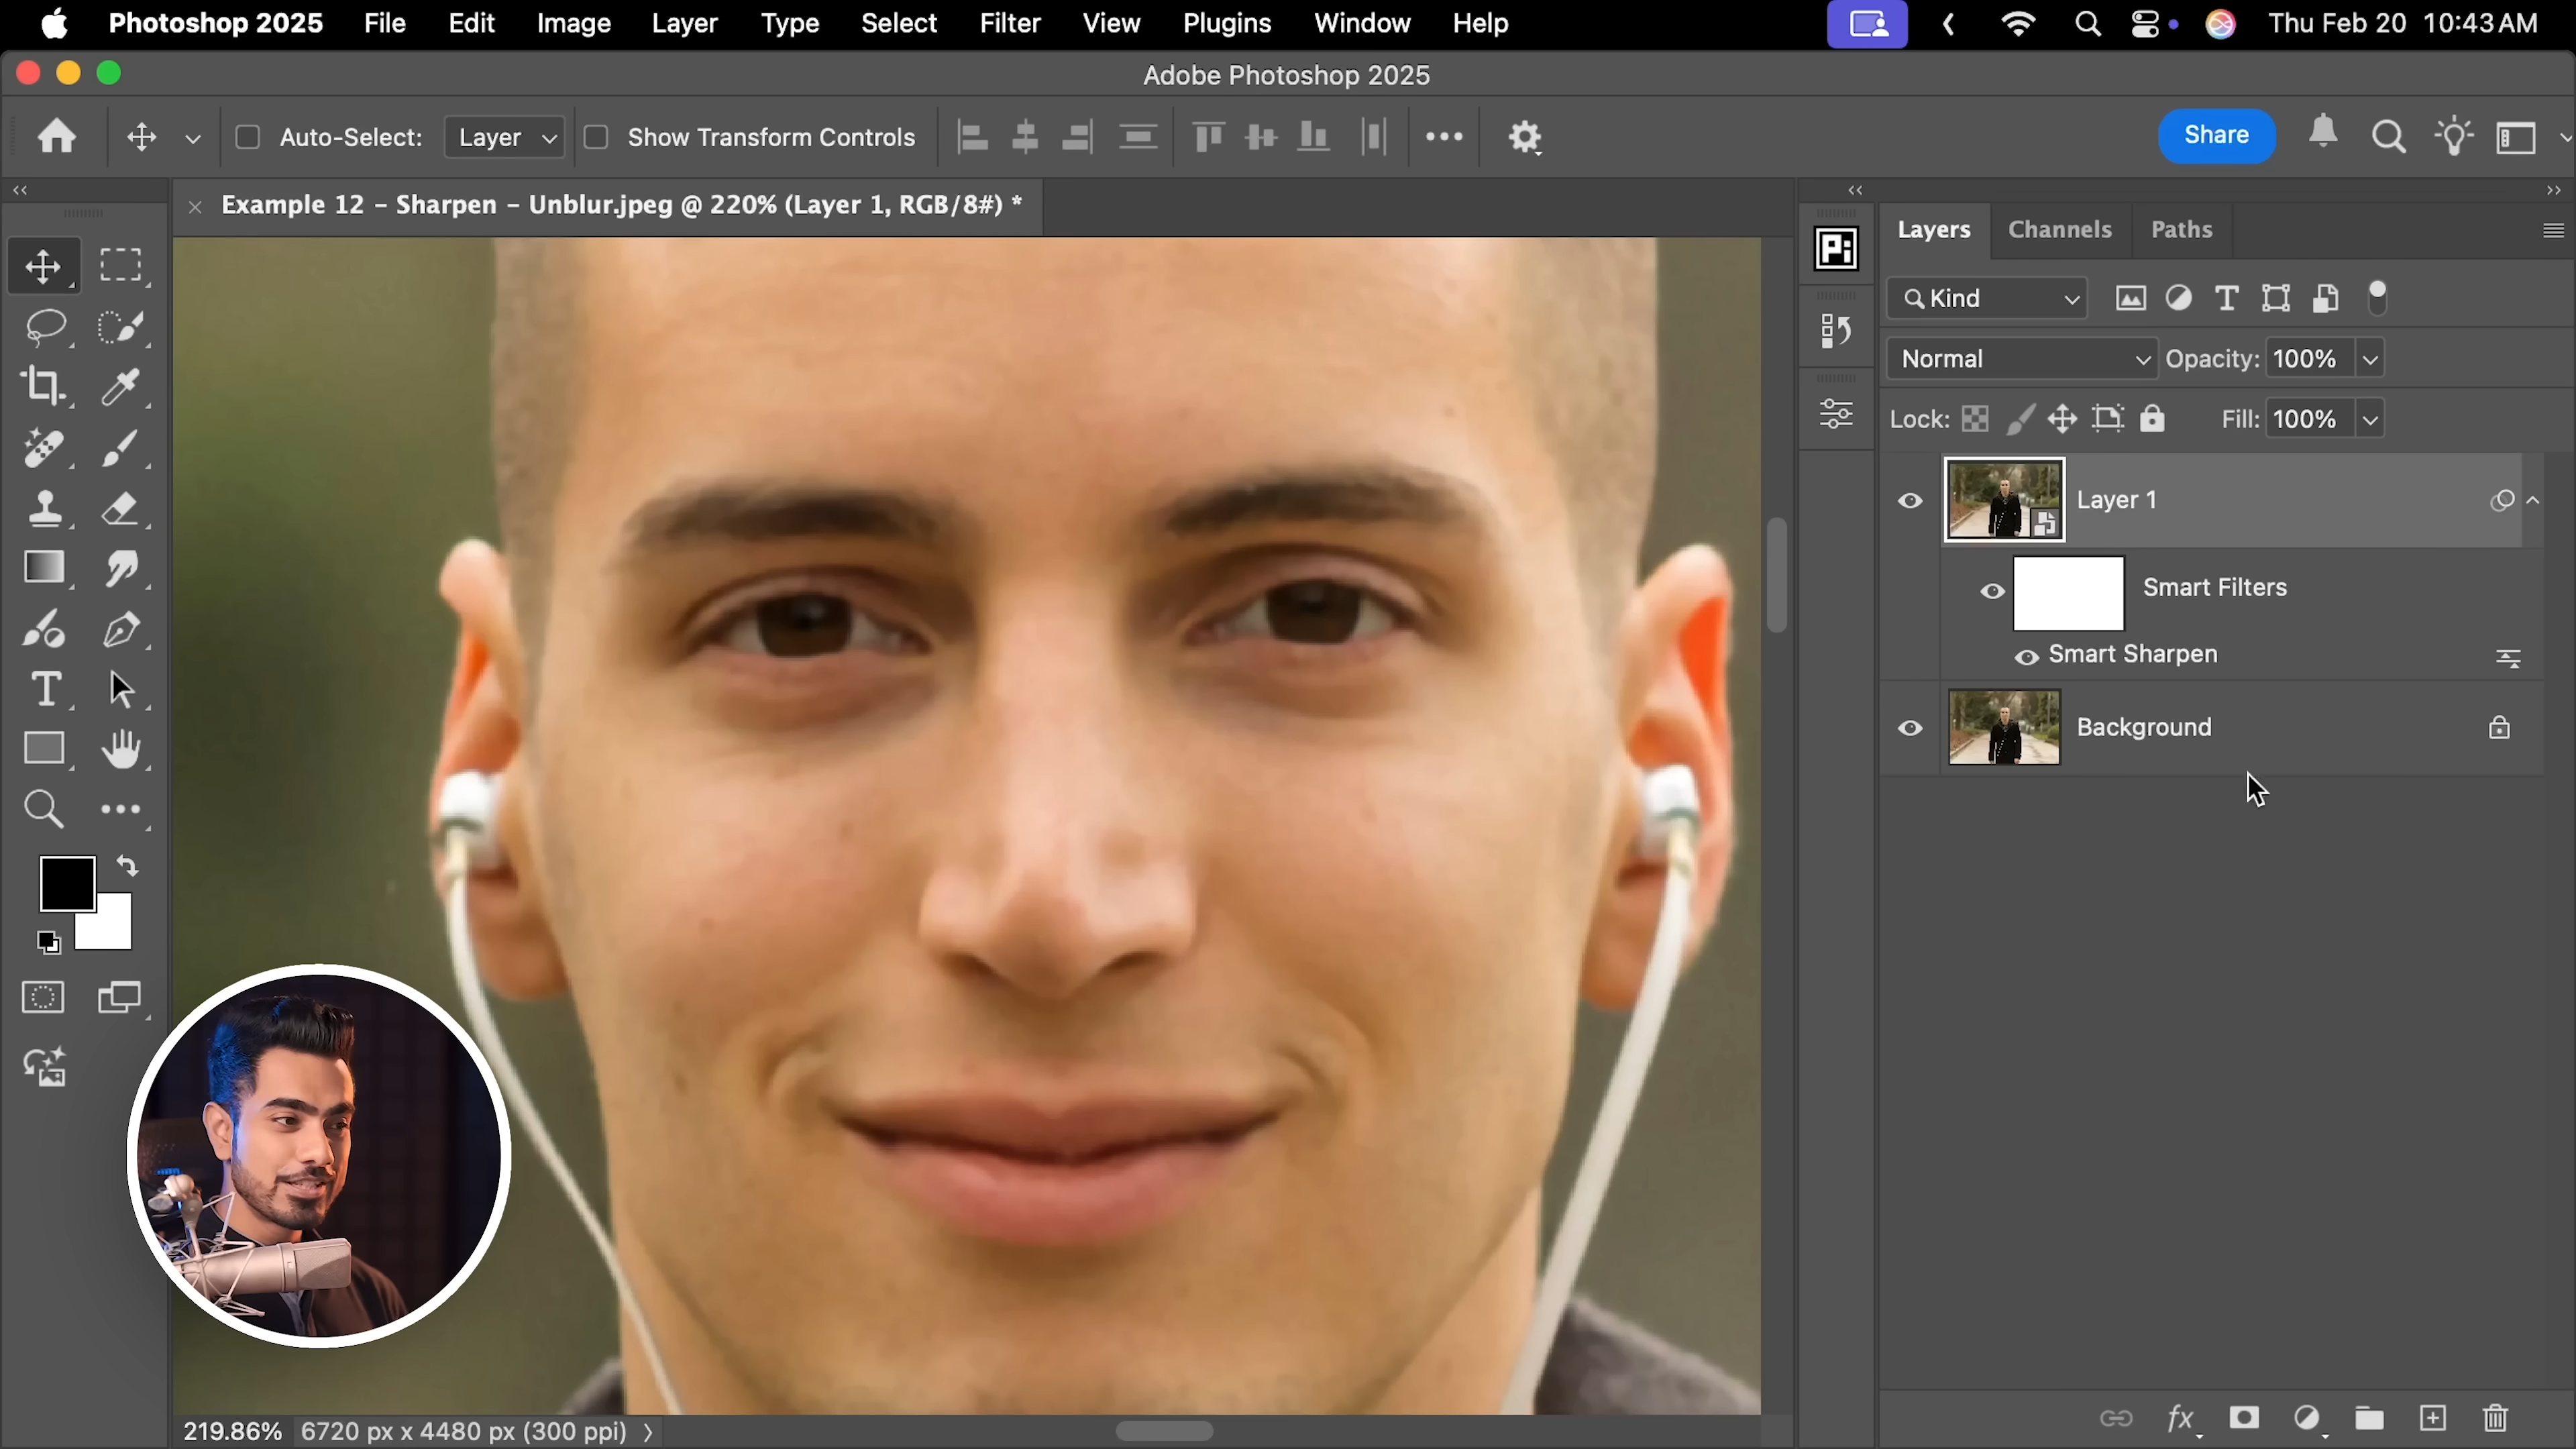 Photoshop 2025 File Edit Image Layer Type Select Filter View Plugins Window Help Thu Feb 20 10:43 AM
Adobe Photoshop 2025
Auto-Select: Layer Show Transform Controls Share
Example 12 - Sharpen - Unblur.jpeg @ 220% (Layer 1, RGB/8#) *
Layers Channels Paths
Kind
Normal Opacity: 100%
Lock: Fill: 100%
Layer 1
Smart Filters
Smart Sharpen
Background
219.86% 6720 px x 4480 px (300 ppi)